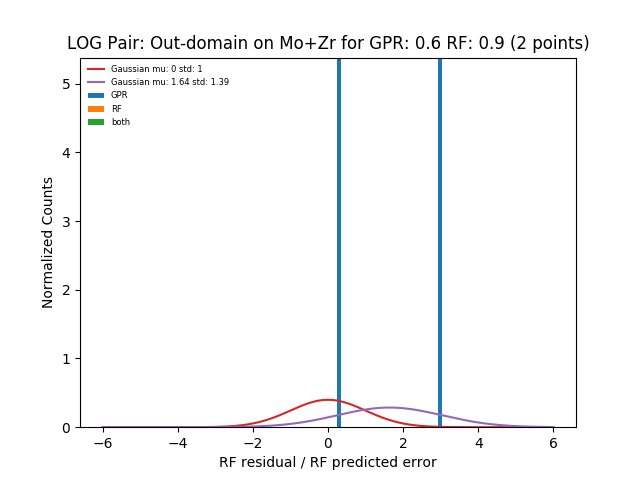 LOG Pair: Out-domain on Mo+Zr for GPR: 0.6 RF: 0.9 (2 points)
Gaussian mu: 0 std: 1
Gaussian mu: 1.64 std: 1.39
GPR
RF
both
Normalized Counts
5
4
3
2
1
0
−6 −4 −2 0 2 4 6
RF residual / RF predicted error